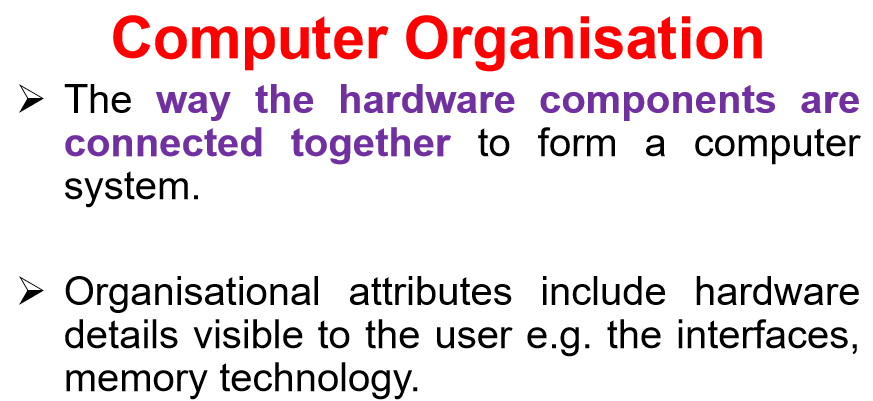 Computer Organisation
➢ The way the hardware components are
connected together to form a computer
system.
➢ Organisational attributes include hardware
details visible to the user e.g. the interfaces,
memory technology.